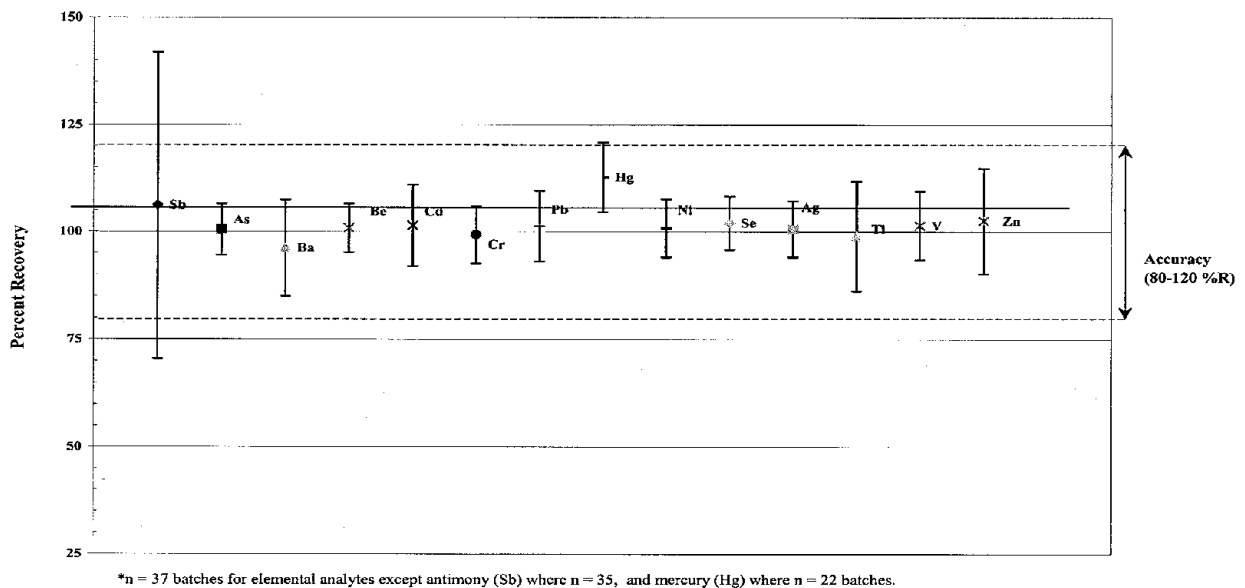 150
125
100
75
50
25
Percent Recovery
Sb
As
Ba
Be
Cd
Cr
Pb
Hg
Ni
Se
Ag
Tl
V
Zn
Accuracy
(80-120 %R)
*n = 37 batches for elemental analytes except antimony (Sb) where n = 35, and mercury (Hg) where n = 22 batches.